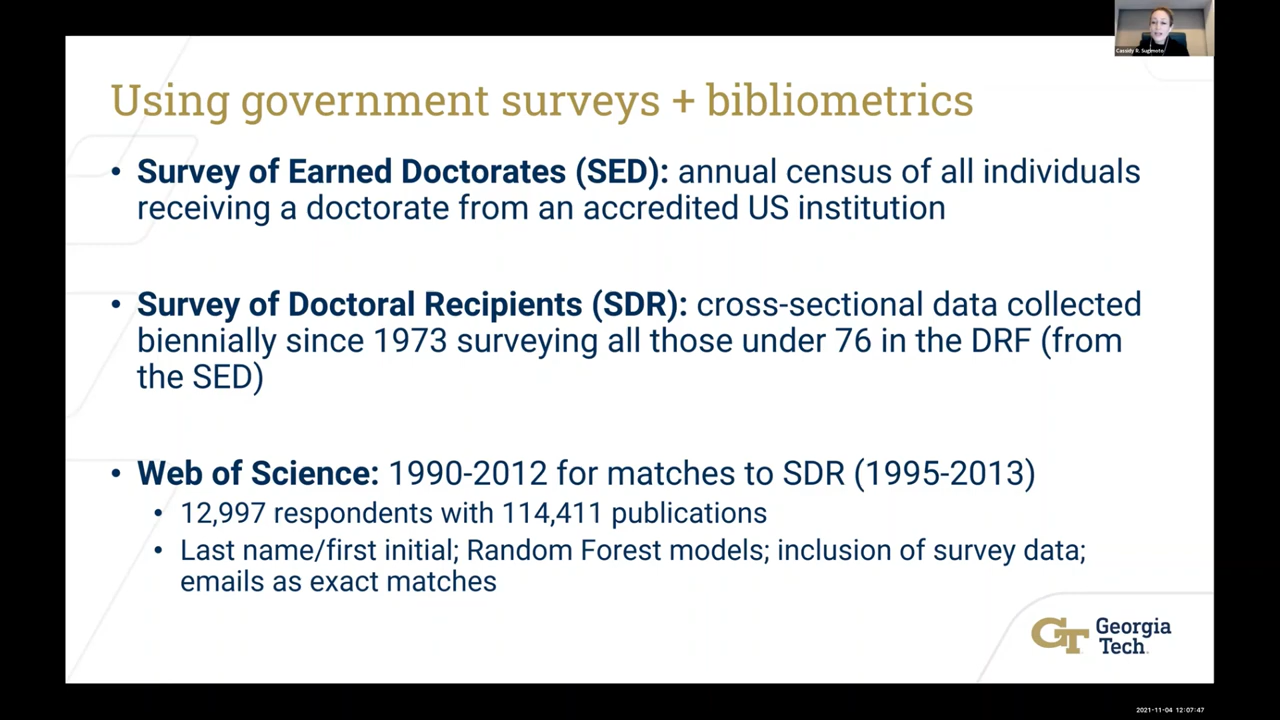 Cassidy R. Sugimoto
Using government surveys + bibliometrics
• Survey of Earned Doctorates (SED): annual census of all individuals
receiving a doctorate from an accredited US institution
• Survey of Doctoral Recipients (SDR): cross-sectional data collected
biennially since 1973 surveying all those under 76 in the DRF (from
the SED)
• Web of Science: 1990-2012 for matches to SDR (1995-2013)
• 12,997 respondents with 114,411 publications
• Last name/first initial; Random Forest models; inclusion of survey data;
emails as exact matches
GT Georgia
Tech
2021-11-04 12:07:47